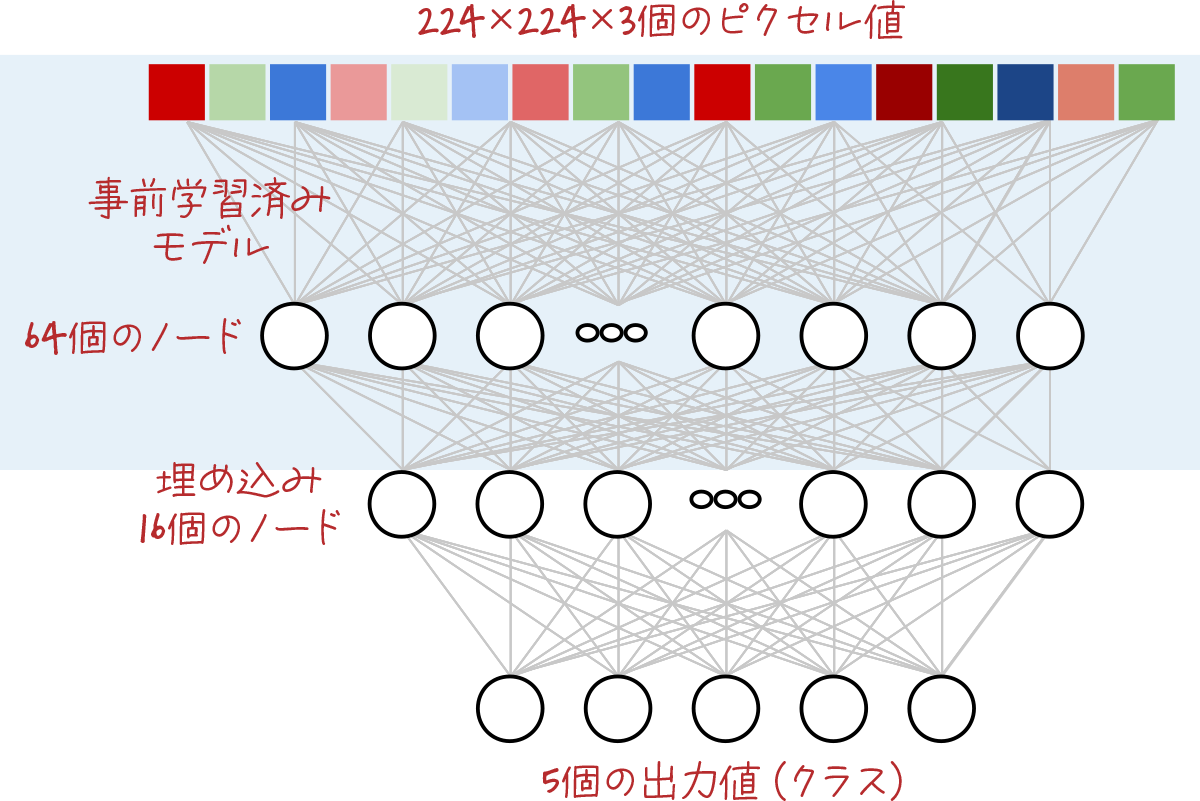 224×224×3個のピクセル値
事前学習済み
モデル
64個のノード
埋め込み
16個のノード
5個の出力値(クラス)